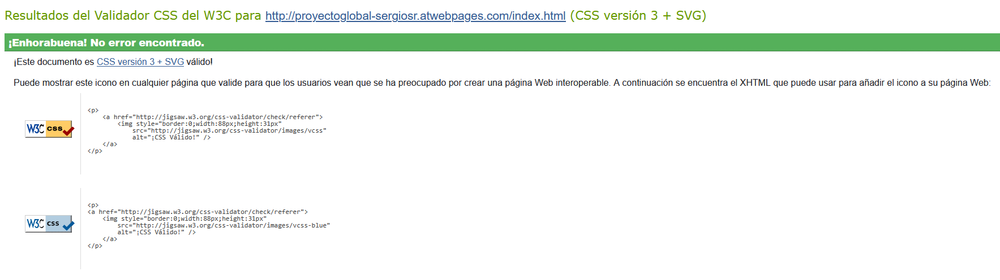 Resultados del Validador CSS del W3C para http://proyectoglobal-sergiosr.atwebpages.com/index.html (CSS versión 3 + SVG)
¡Enhorabuena! No error encontrado.
¡Este documento es CSS versión 3 + SVG válido!
Puede mostrar este icono en cualquier página que valide para que los usuarios vean que se ha preocupado por crear una página Web interoperable. A continuación se encuentra el XHTML que puede usar para añadir el icono a su página Web:
W3C css
<p>
<a href="http://jigsaw.w3.org/css-validator/check/referer">
<img style="border:0;width:88px;height:31px"
src="http://jigsaw.w3.org/css-validator/images/vcss"
alt="¡CSS Válido!" />
</a>
</p>
W3C css
<p>
<a href="http://jigsaw.w3.org/css-validator/check/referer">
<img style="border:0;width:88px;height:31px"
src="http://jigsaw.w3.org/css-validator/images/vcss-blue"
alt="¡CSS Válido!" />
</a>
</p>